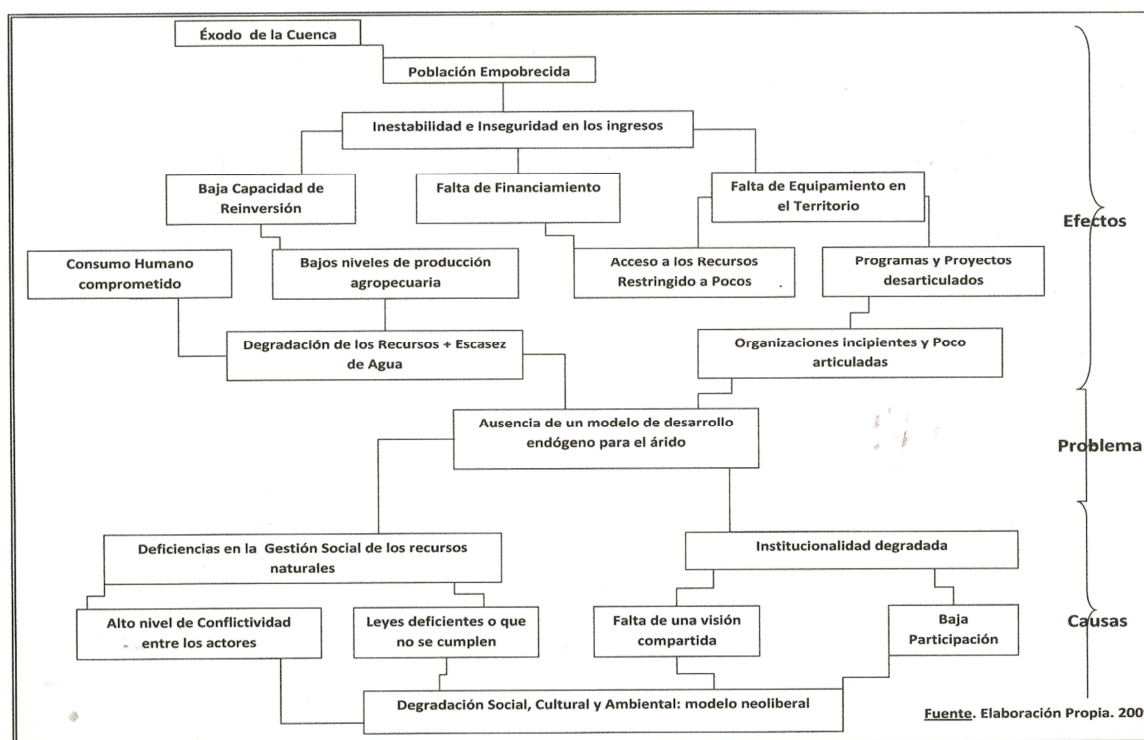 Éxodo de la Cuenca
Población Empobrecida
Inestabilidad e Inseguridad en los ingresos
Baja Capacidad de
Reinversión
Falta de Financiamiento
Falta de Equipamiento en
el Territorio
Efectos
Consumo Humano
comprometido
Bajos niveles de producción
agropecuaria
Acceso a los Recursos
Restringido a Pocos
Programas y Proyectos
desarticulados
Degradación de los Recursos + Escasez
de Agua
Organizaciones incipientes y Poco
articuladas
Ausencia de un modelo de desarrollo
endógeno para el árido
Problema
Deficiencias en la Gestión Social de los recursos
naturales
Institucionalidad degradada
Alto nivel de Conflictividad
entre los actores
Leyes deficientes o que
no se cumplen
Falta de una visión
compartida
Baja
Participación
Causas
Degradación Social, Cultural y Ambiental: modelo neoliberal
Fuente. Elaboración Propia.